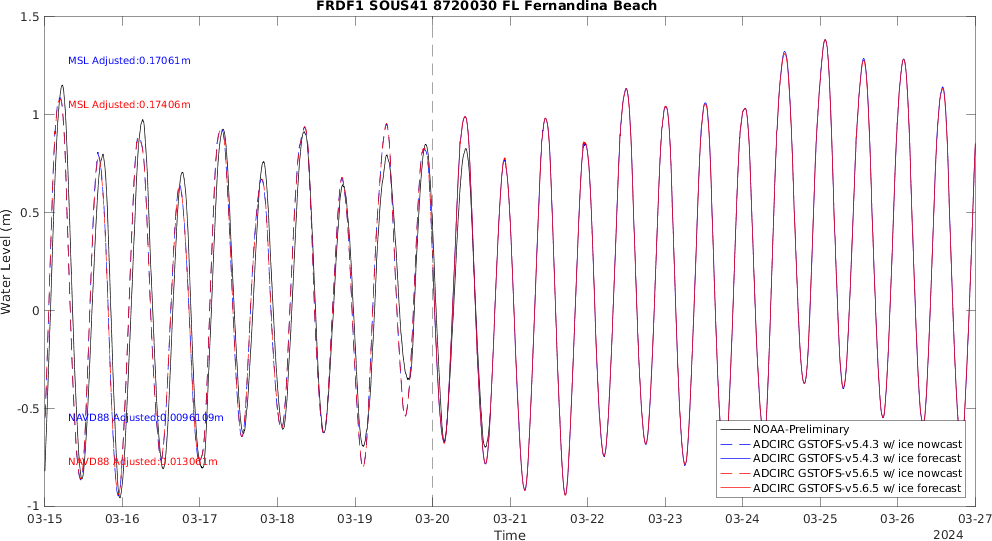 FRDF1 SOUS41 8720030 FL Fernandina Beach
Water Level (m)
1.5
1
0.5
0
-0.5
-1
MSL Adjusted:0.17061m
MSL Adjusted:0.17406m
NAVD88 Adjusted:0.0096109m
NAVD88 Adjusted:0.013061m
NOAA-Preliminary
ADCIRC GSTOFS-v5.4.3 w/ ice nowcast
ADCIRC GSTOFS-v5.4.3 w/ ice forecast
ADCIRC GSTOFS-v5.6.5 w/ ice nowcast
ADCIRC GSTOFS-v5.6.5 w/ ice forecast
03-15 03-16 03-17 03-18 03-19 03-20 03-21 03-22 03-23 03-24 03-25 03-26 03-27
Time
2024